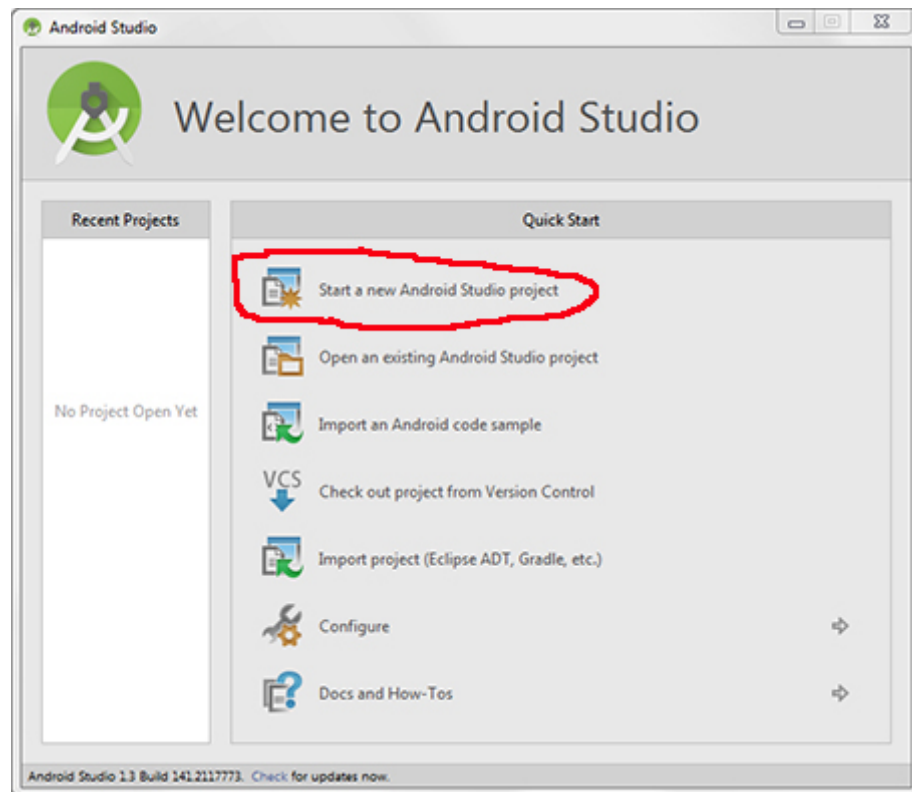 Android Studio
Welcome to Android Studio
Recent Projects
No Project Open Yet
Quick Start
Start a new Android Studio project
Open an existing Android Studio project
Import an Android code sample
VCS
Check out project from Version Control
Import project (Eclipse ADT, Gradle, etc.)
Configure
Docs and How-Tos
Android Studio 1.3 Build 141.2117773. Check for updates now.